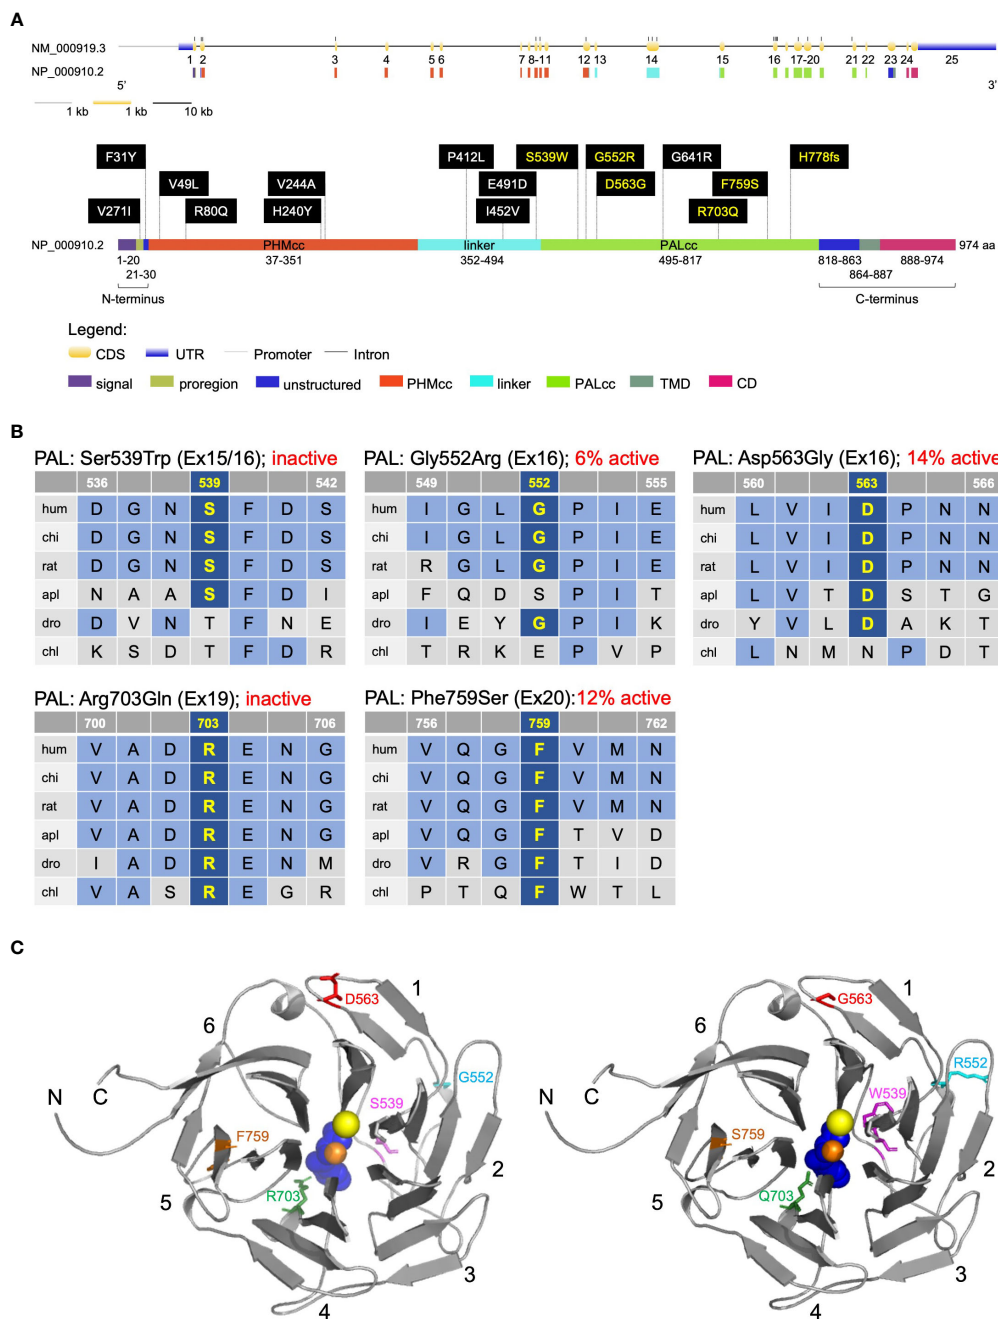 A
NM_000919.3
1 2 3 4 5 6 7 8-11 12 13 14 15 16 17-20 21 22 23 24 25
NP_000910.2
5' 3'
1 kb 1 kb 10 kb
F31Y P412L S539W G552R G641R H778fs
V49L V244A E491D D563G F759S
V271I R80Q H240Y I452V R703Q
NP_000910.2 PHMcc linker PALcc 974 aa
1-20 37-351 352-494 495-817 818-863 888-974
21-30 864-887
N-terminus C-terminus
Legend:
CDS UTR Promoter Intron
signal proregion unstructured PHMcc linker PALcc TMD CD
B
PAL: Ser539Trp (Ex15/16); inactive
536 539 542
hum D G N S F D S
chi D G N S F D S
rat D G N S F D S
apl N A A S F D I
dro D V N T F N E
chl K S D T F D R
PAL: Gly552Arg (Ex16); 6% active
549 552 555
hum I G L G P I E
chi I G L G P I E
rat R G L G P I E
apl F Q D S P I T
dro I E Y G P I K
chl T R K E P V P
PAL: Asp563Gly (Ex16); 14% active
560 563 566
hum L V I D P N N
chi L V I D P N N
rat L V I D P N N
apl L V T D S T G
dro Y V L D A K T
chl L N M N P D T
PAL: Arg703Gln (Ex19); inactive
700 703 706
hum V A D R E N G
chi V A D R E N G
rat V A D R E N G
apl V A D R E N G
dro I A D R E N M
chl V A S R E G R
PAL: Phe759Ser (Ex20):12% active
756 759 762
hum V Q G F V M N
chi V Q G F V M N
rat V Q G F V M N
apl V Q G F T V D
dro V R G F T I D
chl P T Q F W T L
C
N C 1 2 3 4 5 6
D563
G552
S539
F759
R703
N C 1 2 3 4 5 6
G563
R552
W539
S759
Q703